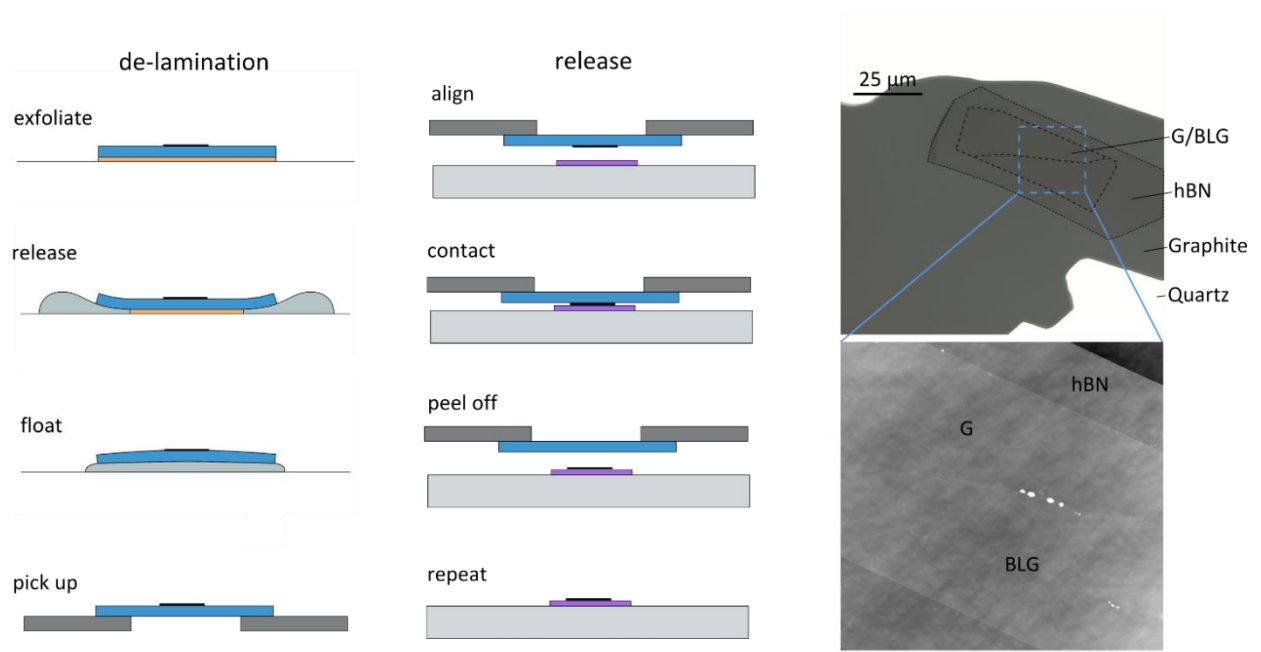 de-lamination
exfoliate
release
float
pick up
release
align
contact
peel off
repeat
25 µm
G/BLG
hBN
Graphite
Quartz
hBN
G
BLG